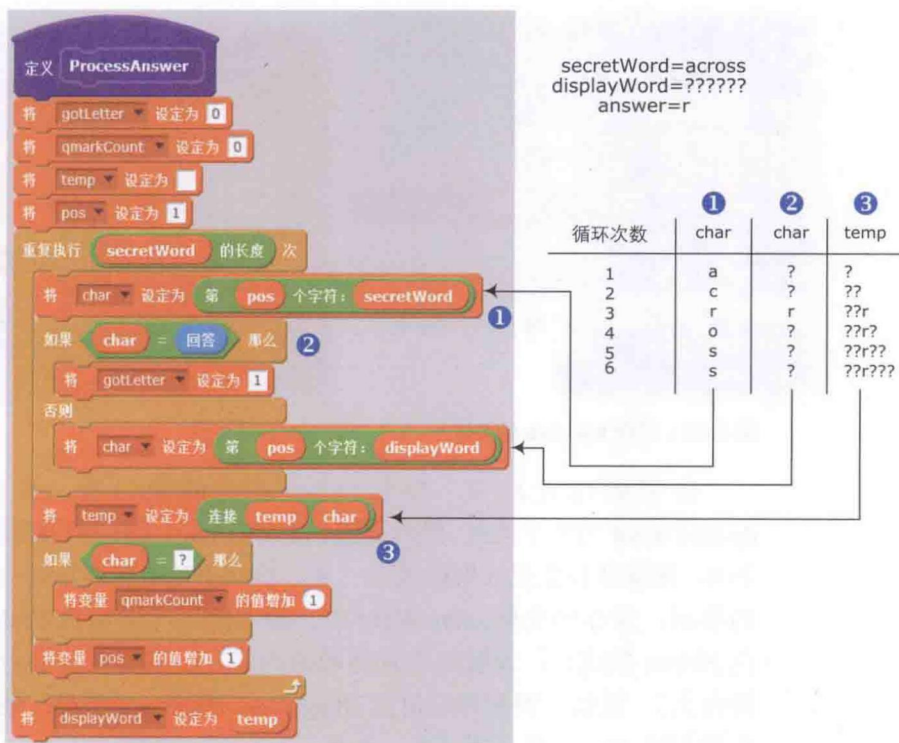 定义 ProcessAnswer
将 gotLetter 设定为 0
将 qmarkCount 设定为 0
将 temp 设定为
将 pos 设定为 1
重复执行 secretWord 的长度 次
将 char 设定为 第 pos 个字符: secretWord
❶
如果 char = 回答 那么 ❷
将 gotLetter 设定为 1
否则
将 char 设定为 第 pos 个字符: displayWord
将 temp 设定为 连接 temp char
❸
如果 char = ? 那么
将变量 qmarkCount 的值增加 1
将变量 pos 的值增加 1
将 displayWord 设定为 temp
secretWord=across
displayWord=??????
answer=r
❶ ❷ ❸
循环次数 char char temp
1 a ? ?
2 c ? ??
3 r r ??r
4 o ? ??r?
5 s ? ??r??
6 s ? ??r???